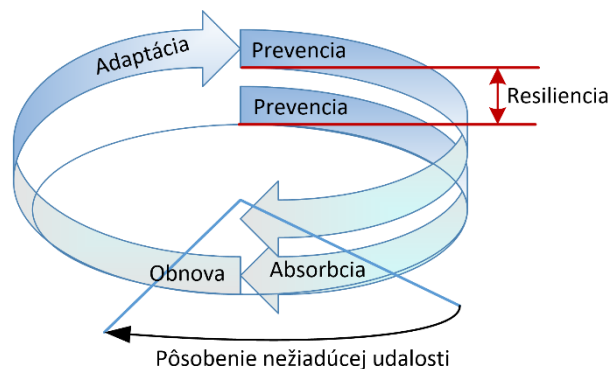 Adaptácia
Prevencia
Resiliencia
Prevencia
Obnova
Absorbcia
Pôsobenie nežiadúcej udalosti